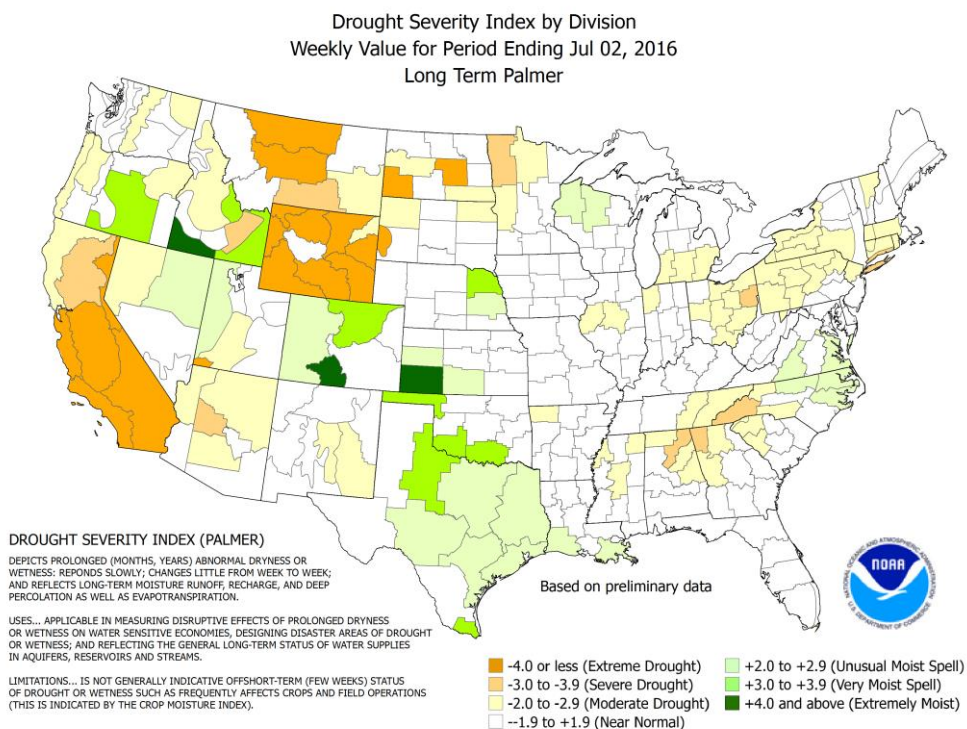 Drought Severity Index by Division
Weekly Value for Period Ending Jul 02, 2016
Long Term Palmer
DROUGHT SEVERITY INDEX (PALMER)
DEPICTS PROLONGED (MONTHS, YEARS) ABNORMAL DRYNESS
OR WETNESS: REPONDS SLOWLY; CHANGES LITTLE FROM WEEK TO WEEK;
AND REFLECTS LONG-TERM MOISTURE RUNOFF, RECHARGE, AND DEEP
PERCOLATION AS WELL AS EVAPOTRANSPIRATION.
USES... APPLICABLE IN MEASURING DISRUPTIVE EFFECTS OF PROLONGED DRYNESS
OR WETNESS ON WATER SENSITIVE ECONOMIES, DESIGNING DISASTER AREAS OF DROUGHT
OR WETNESS; AND REFLECTING THE GENERAL LONG-TERM STATUS OF WATER SUPPLIES
IN AQUIFERS, RESERVOIRS AND STREAMS.
LIMITATIONS... IS NOT GENERALLY INDICATIVE OFFSHORT-TERM (FEW WEEKS) STATUS
OF DROUGHT OR WETNESS SUCH AS FREQUENTLY AFFECTS CROPS AND FIELD OPERATIONS
(THIS IS INDICATED BY THE CROP MOISTURE INDEX).
Based on preliminary data
NATIONAL OCEANIC AND ATMOSPHERIC ADMINISTRATION
NOAA
U.S. DEPARTMENT OF COMMERCE
-4.0 or less (Extreme Drought)
-3.0 to -3.9 (Severe Drought)
-2.0 to -2.9 (Moderate Drought)
--1.9 to +1.9 (Near Normal)
+2.0 to +2.9 (Unusual Moist Spell)
+3.0 to +3.9 (Very Moist Spell)
+4.0 and above (Extremely Moist)